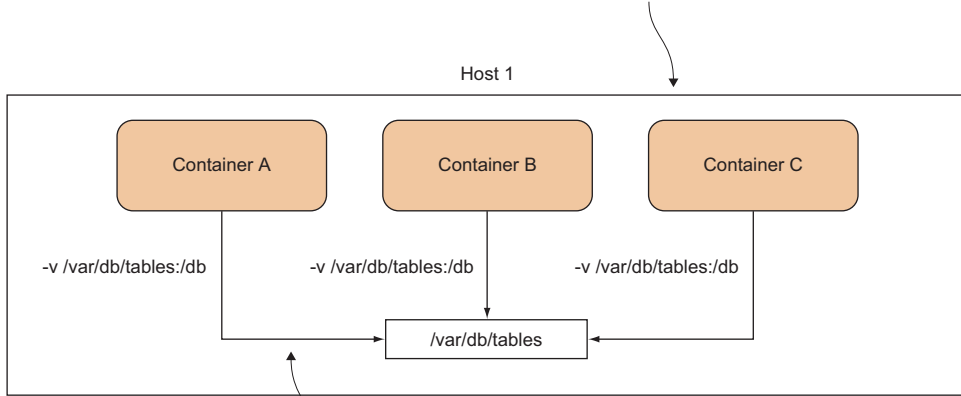 Host 1
Container A
Container B
Container C
-v /var/db/tables:/db
-v /var/db/tables:/db
-v /var/db/tables:/db
/var/db/tables